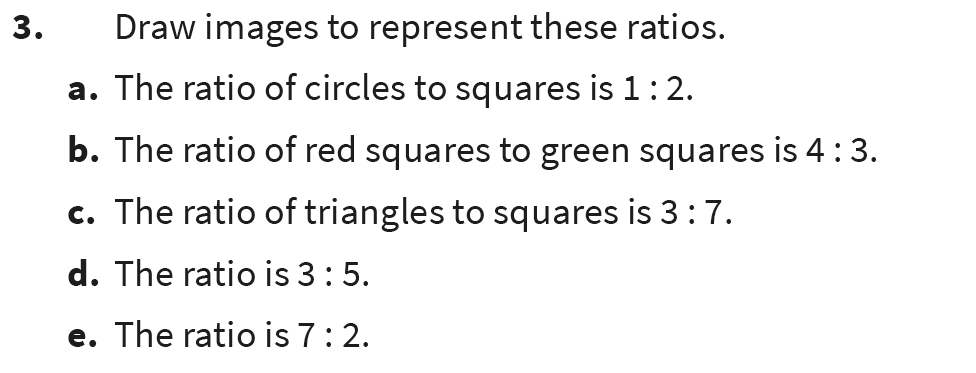 3. Draw images to represent these ratios.
a. The ratio of circles to squares is 1 : 2.
b. The ratio of red squares to green squares is 4 : 3.
c. The ratio of triangles to squares is 3 : 7.
d. The ratio is 3 : 5.
e. The ratio is 7 : 2.